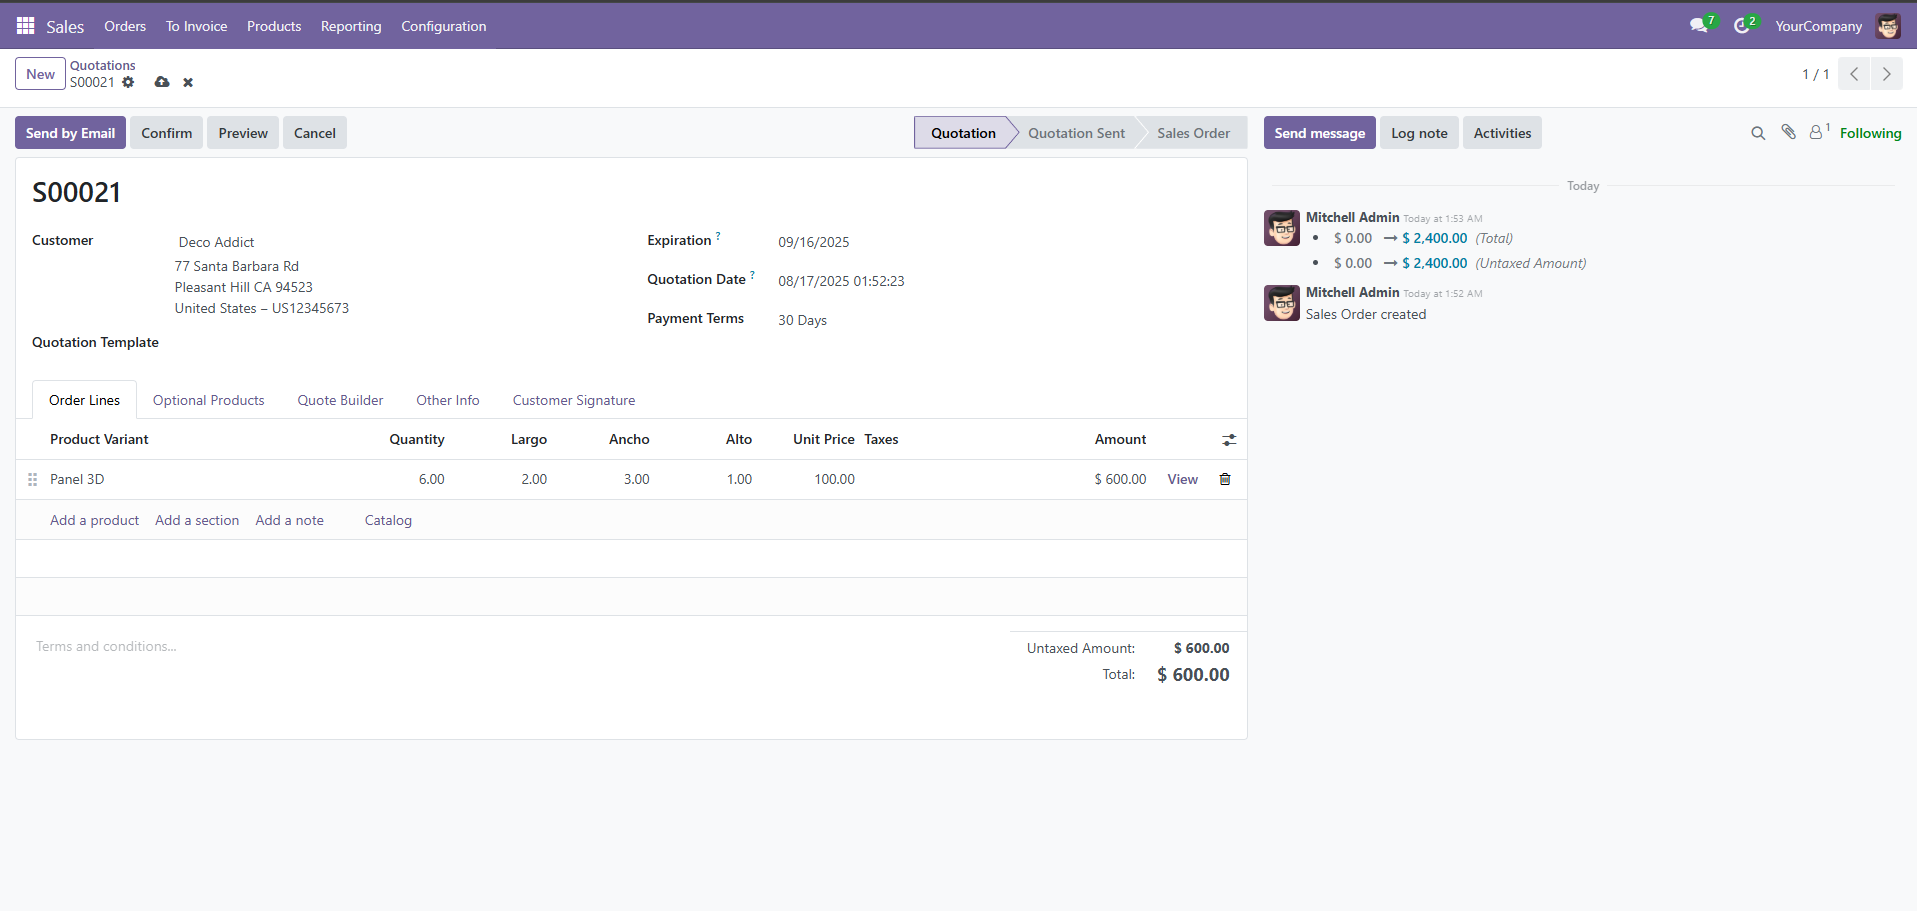 Sales Orders To Invoice Products Reporting Configuration 7 2 YourCompany
New Quotations
S00021 1 / 1
Send by Email Confirm Preview Cancel Quotation Quotation Sent Sales Order
S00021
Customer Deco Addict
77 Santa Barbara Rd
Pleasant Hill CA 94523
United States – US12345673
Quotation Template
Expiration ? 09/16/2025
Quotation Date ? 08/17/2025 01:52:23
Payment Terms 30 Days
Order Lines Optional Products Quote Builder Other Info Customer Signature
Product Variant Quantity Largo Ancho Alto Unit Price Taxes Amount
Panel 3D 6.00 2.00 3.00 1.00 100.00 $ 600.00 View
Add a product Add a section Add a note Catalog
Terms and conditions...
Untaxed Amount: $ 600.00
Total: $ 600.00
Send message Log note Activities 1 Following
Today
Mitchell Admin Today at 1:53 AM
• $ 0.00 → $ 2,400.00 (Total)
• $ 0.00 → $ 2,400.00 (Untaxed Amount)
Mitchell Admin Today at 1:52 AM
Sales Order created